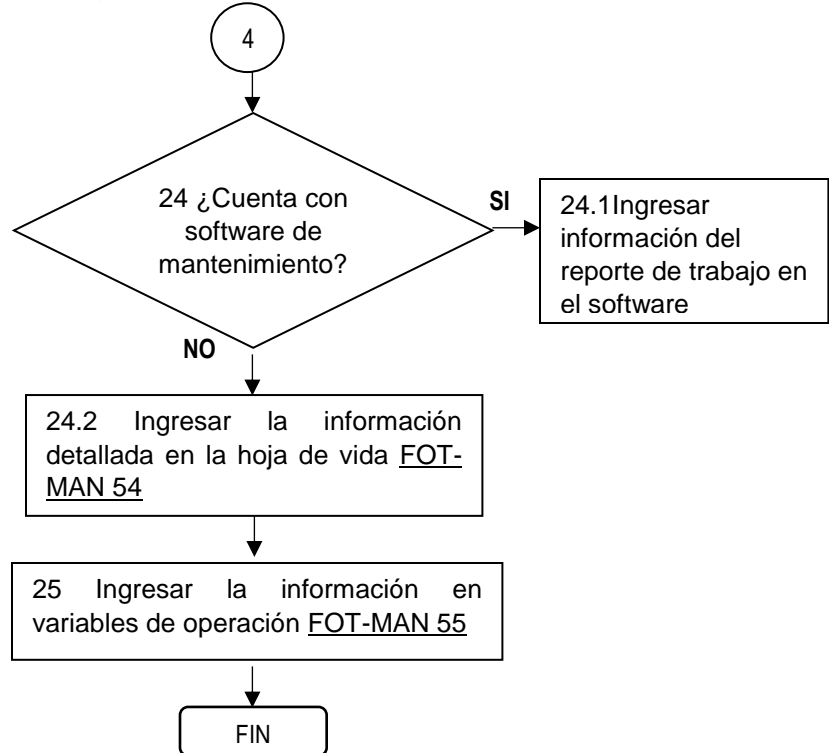 4
24 ¿Cuenta con
software de
mantenimiento?
SI
24.1Ingresar
información del
reporte de trabajo en
el software
NO
24.2 Ingresar la información
detallada en la hoja de vida FOT-
MAN 54
25 Ingresar la información en
variables de operación FOT-MAN 55
FIN